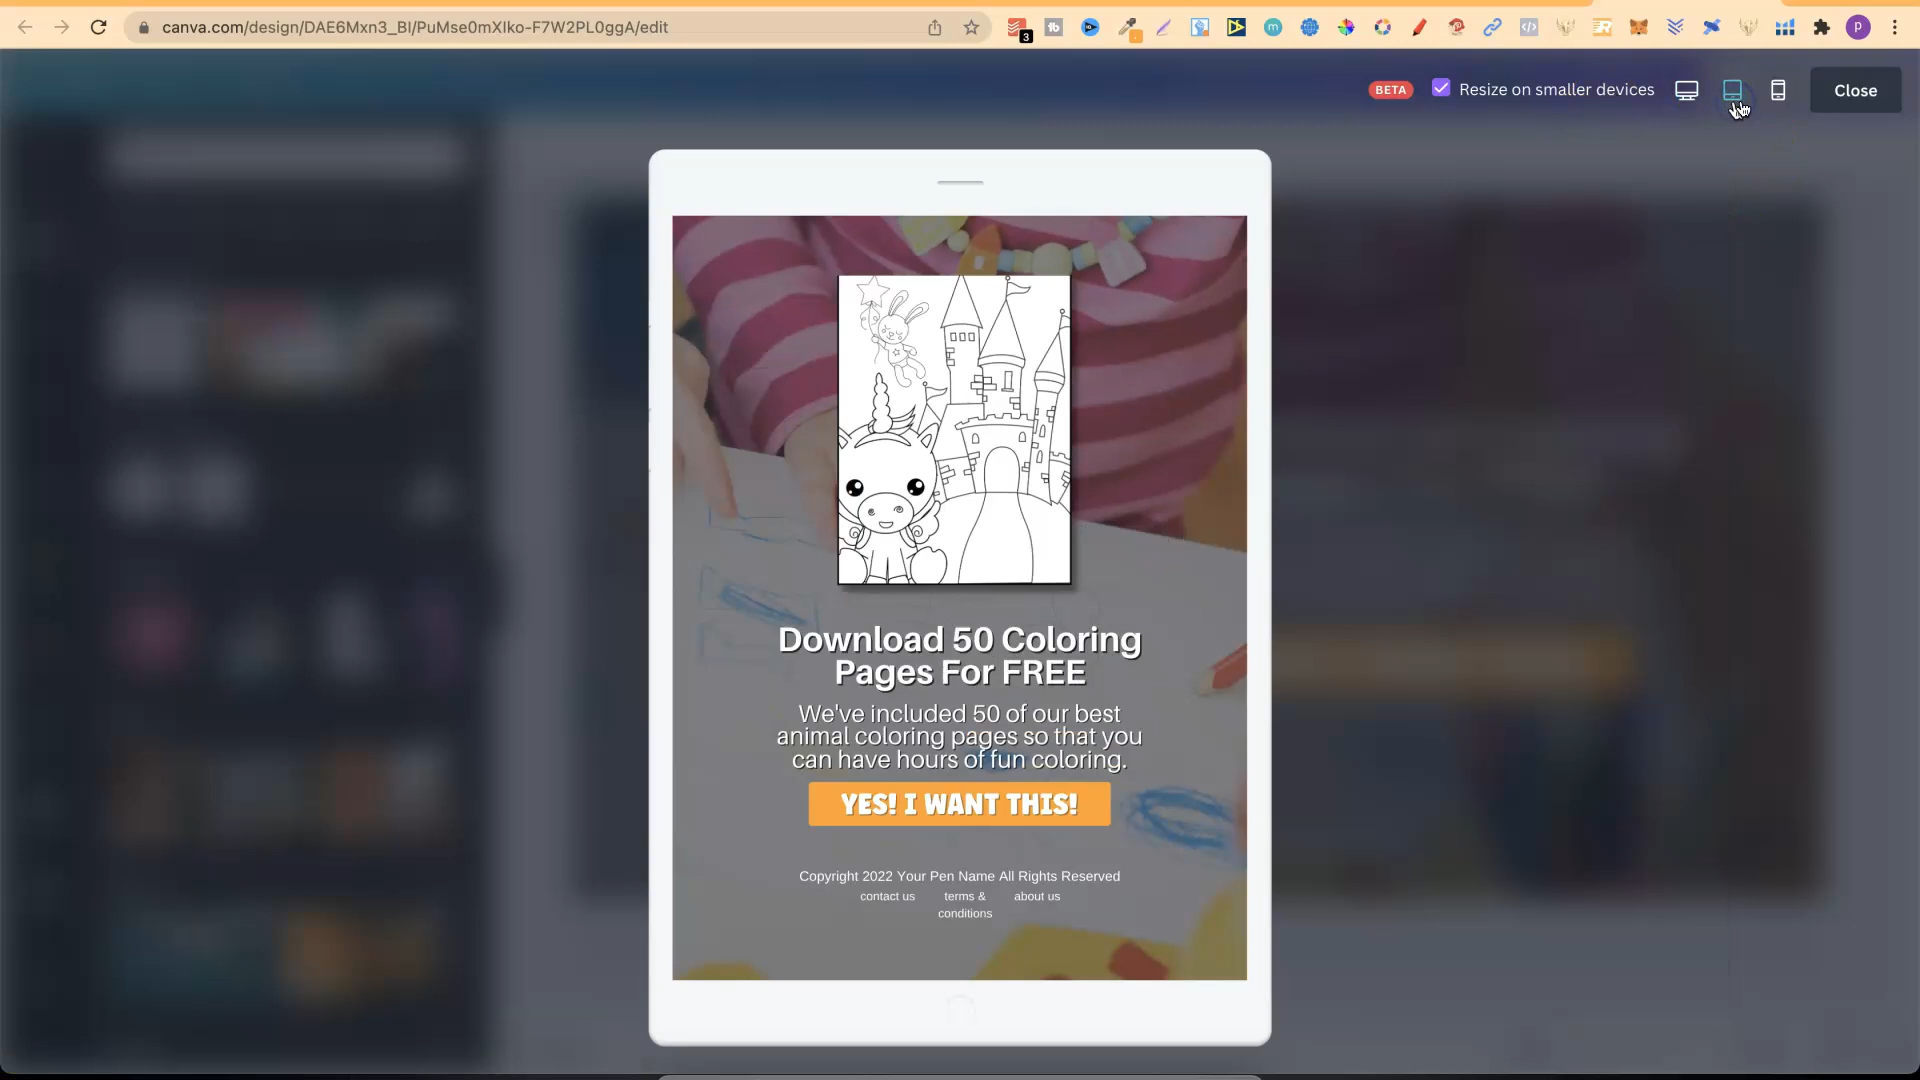 canva.com/design/DAE6Mxn3_BI/PuMse0mXIko-F7W2PL0ggA/edit
3
tb
m
R
P
BETA
Resize on smaller devices
Close
Download 50 Coloring
Pages For FREE
We've included 50 of our best
animal coloring pages so that you
can have hours of fun coloring.
YES! I WANT THIS!
Copyright 2022 Your Pen Name All Rights Reserved
contact us terms & about us
conditions